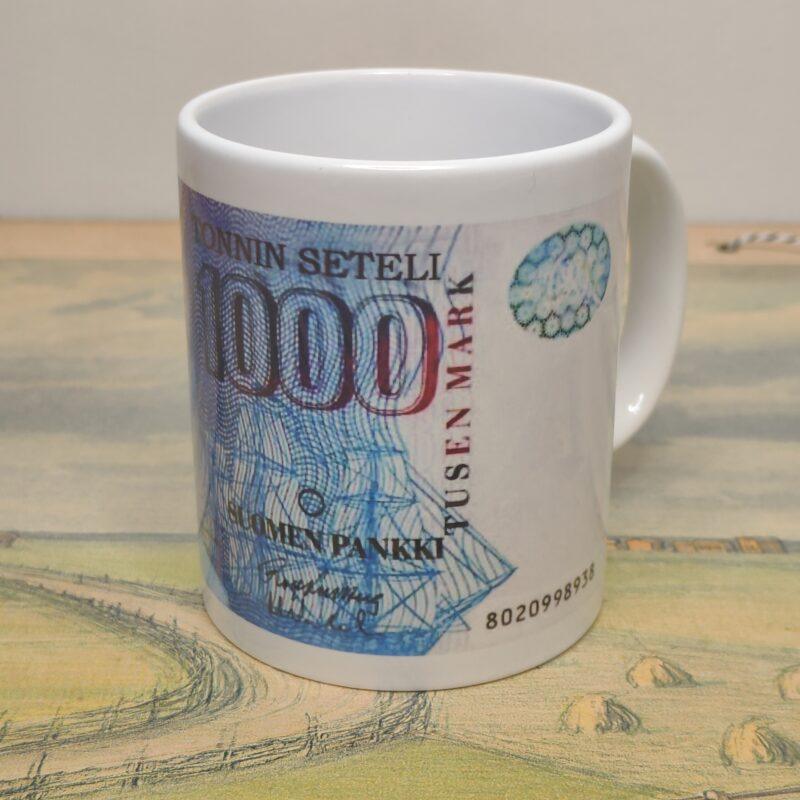 TONNIN SETELI
1000
TUSEN MARK
SUOMEN PANKKI
8020998938